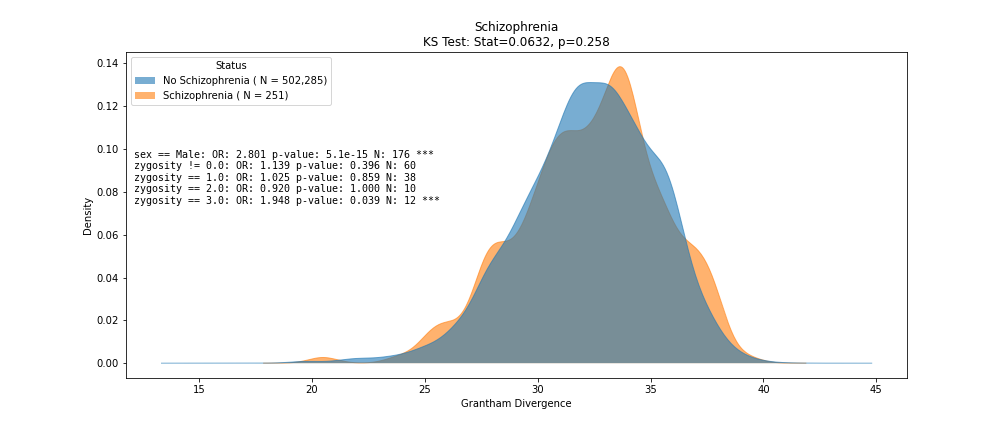 Schizophrenia
KS Test: Stat=0.0632, p=0.258
Status
No Schizophrenia ( N = 502,285)
Schizophrenia ( N = 251)
sex == Male: OR: 2.801 p-value: 5.1e-15 N: 176 ***
zygosity != 0.0: OR: 1.139 p-value: 0.396 N: 60
zygosity == 1.0: OR: 1.025 p-value: 0.859 N: 38
zygosity == 2.0: OR: 0.920 p-value: 1.000 N: 10
zygosity == 3.0: OR: 1.948 p-value: 0.039 N: 12 ***
Density
0.14
0.12
0.10
0.08
0.06
0.04
0.02
0.00
15 20 25 30 35 40 45
Grantham Divergence